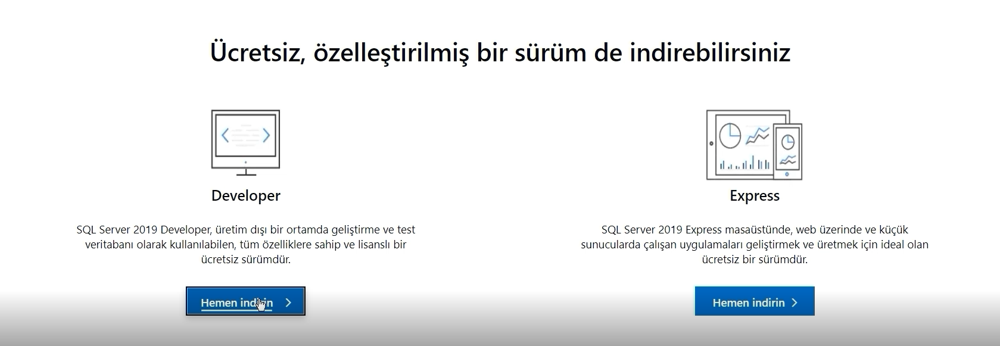 Ücretsiz, özelleştirilmiş bir sürüm de indirebilirsiniz
Developer
SQL Server 2019 Developer, üretim dışı bir ortamda geliştirme ve test
veritabanı olarak kullanılabilen, tüm özelliklere sahip ve lisanslı bir
ücretsiz sürümdür.
Hemen indirin
Express
SQL Server 2019 Express masaüstünde, web üzerinde ve küçük
sunucularda çalışan uygulamaları geliştirmek ve üretmek için ideal olan
ücretsiz bir sürümdür.
Hemen indirin